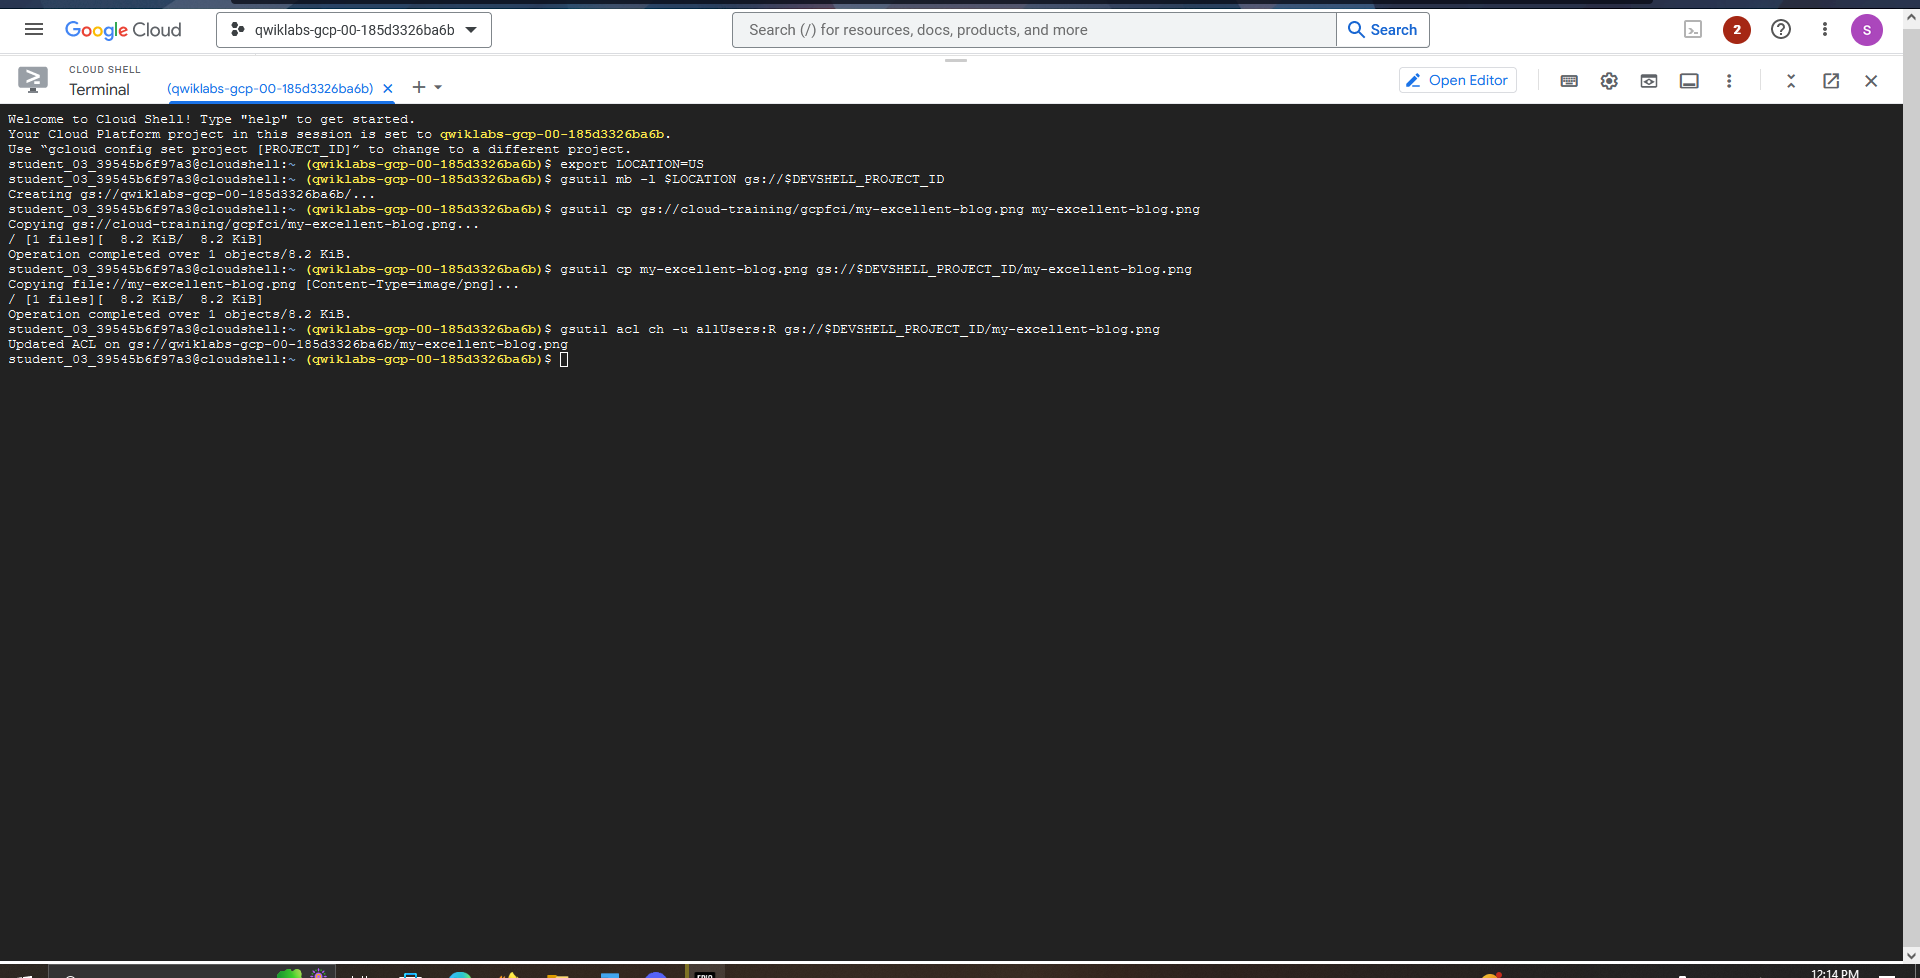 Google Cloud
qwiklabs-gcp-00-185d3326ba6b
Search (/) for resources, docs, products, and more
Search
2
S
CLOUD SHELL
Terminal
(qwiklabs-gcp-00-185d3326ba6b)
Open Editor
Welcome to Cloud Shell! Type "help" to get started.
Your Cloud Platform project in this session is set to qwiklabs-gcp-00-185d3326ba6b.
Use “gcloud config set project [PROJECT_ID]” to change to a different project.
student_03_39545b6f97a3@cloudshell:~ (qwiklabs-gcp-00-185d3326ba6b)$ export LOCATION=US
student_03_39545b6f97a3@cloudshell:~ (qwiklabs-gcp-00-185d3326ba6b)$ gsutil mb -l $LOCATION gs://$DEVSHELL_PROJECT_ID
Creating gs://qwiklabs-gcp-00-185d3326ba6b/...
student_03_39545b6f97a3@cloudshell:~ (qwiklabs-gcp-00-185d3326ba6b)$ gsutil cp gs://cloud-training/gcpfci/my-excellent-blog.png my-excellent-blog.png
Copying gs://cloud-training/gcpfci/my-excellent-blog.png...
/ [1 files][  8.2 KiB/  8.2 KiB]
Operation completed over 1 objects/8.2 KiB.
student_03_39545b6f97a3@cloudshell:~ (qwiklabs-gcp-00-185d3326ba6b)$ gsutil cp my-excellent-blog.png gs://$DEVSHELL_PROJECT_ID/my-excellent-blog.png
Copying file://my-excellent-blog.png [Content-Type=image/png]...
/ [1 files][  8.2 KiB/  8.2 KiB]
Operation completed over 1 objects/8.2 KiB.
student_03_39545b6f97a3@cloudshell:~ (qwiklabs-gcp-00-185d3326ba6b)$ gsutil acl ch -u allUsers:R gs://$DEVSHELL_PROJECT_ID/my-excellent-blog.png
Updated ACL on gs://qwiklabs-gcp-00-185d3326ba6b/my-excellent-blog.png
student_03_39545b6f97a3@cloudshell:~ (qwiklabs-gcp-00-185d3326ba6b)$
12:14 PM